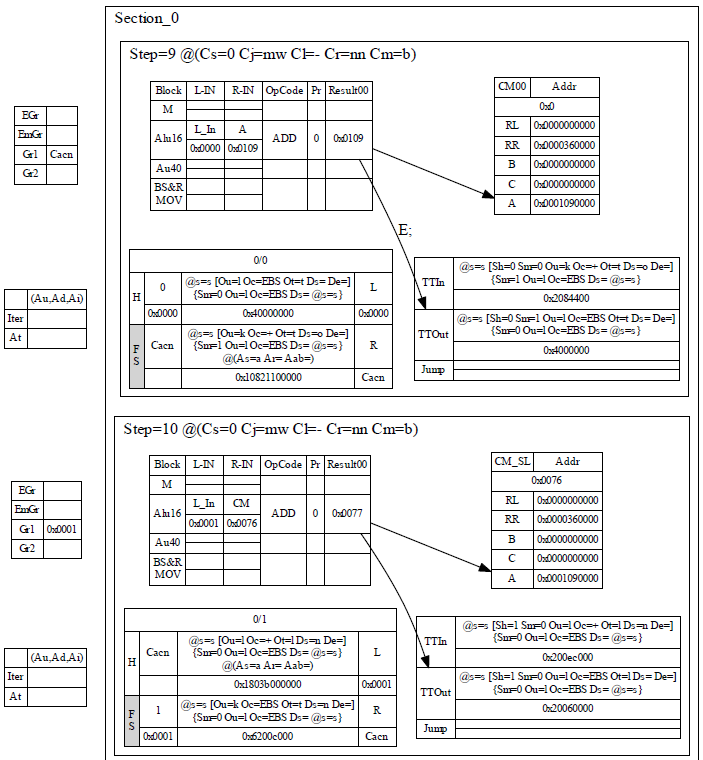 Section_0
Step=9 @(Cs=0 Cj=mw Cl=- Cr=nn Cm=b)
EGr
EmGr
Gr1 Cacn
Gr2
Block L-IN R-IN OpCode Pr Result00
M
Alu16 L_In A ADD 0 0x0109
0x0000 0x0109
Au40
BS&R
MOV
CM00 Addr
0x0
RL 0x0000000000
RR 0x0000360000
B 0x0000000000
C 0x0000000000
A 0x0001090000
E;
(Au,Ad,Ai)
Iter
At
0/0
H 0 @s=s [Ou=l Oc=EBS Ot=t Ds= De=] L
{Sm=0 Ou=l Oc=EBS Ds= @s=s}
0x0000 0x40000000 0x0000
F S Cacn @s=s [Ou=k Oc=+ Ot=t Ds=o De=] R
{Sm=1 Ou=l Oc=EBS Ds= @s=s}
@(As=a Ar= Aab=)
0x10821100000 Cacn
TTIn @s=s [Sh=0 Sm=0 Ou=k Oc=+ Ot=t Ds=o De=]
{Sm=1 Ou=l Oc=EBS Ds= @s=s}
0x2084400
TTOut @s=s [Sh=0 Sm=1 Ou=l Oc=EBS Ot=t Ds= De=]
{Sm=0 Ou=l Oc=EBS Ds= @s=s}
0x4000000
Jump
Step=10 @(Cs=0 Cj=mw Cl=- Cr=nn Cm=b)
EGr
EmGr
Gr1 0x0001
Gr2
Block L-IN R-IN OpCode Pr Result00
M
Alu16 L_In CM ADD 0 0x0077
0x0001 0x0076
Au40
BS&R
MOV
CM_SL Addr
0x0076
RL 0x0000000000
RR 0x0000360000
B 0x0000000000
C 0x0000000000
A 0x0001090000
(Au,Ad,Ai)
Iter
At
0/1
H Cacn @s=s [Ou=l Oc=+ Ot=l Ds=n De=] L
{Sm=0 Ou=l Oc=EBS Ds= @s=s}
@(As=a Ar= Aab=)
0x1803b000000 0x0001
F S 1 @s=s [Ou=k Oc=EBS Ot=t Ds=n De=] R
{Sm=0 Ou=l Oc=EBS Ds= @s=s}
0x0001 0x6200c000 Cacn
TTIn @s=s [Sh=1 Sm=0 Ou=l Oc=+ Ot=l Ds=n De=]
{Sm=0 Ou=l Oc=EBS Ds= @s=s}
0x200ec000
TTOut @s=s [Sh=1 Sm=0 Ou=l Oc=EBS Ot=l Ds= De=]
{Sm=0 Ou=l Oc=EBS Ds= @s=s}
0x20060000
Jump